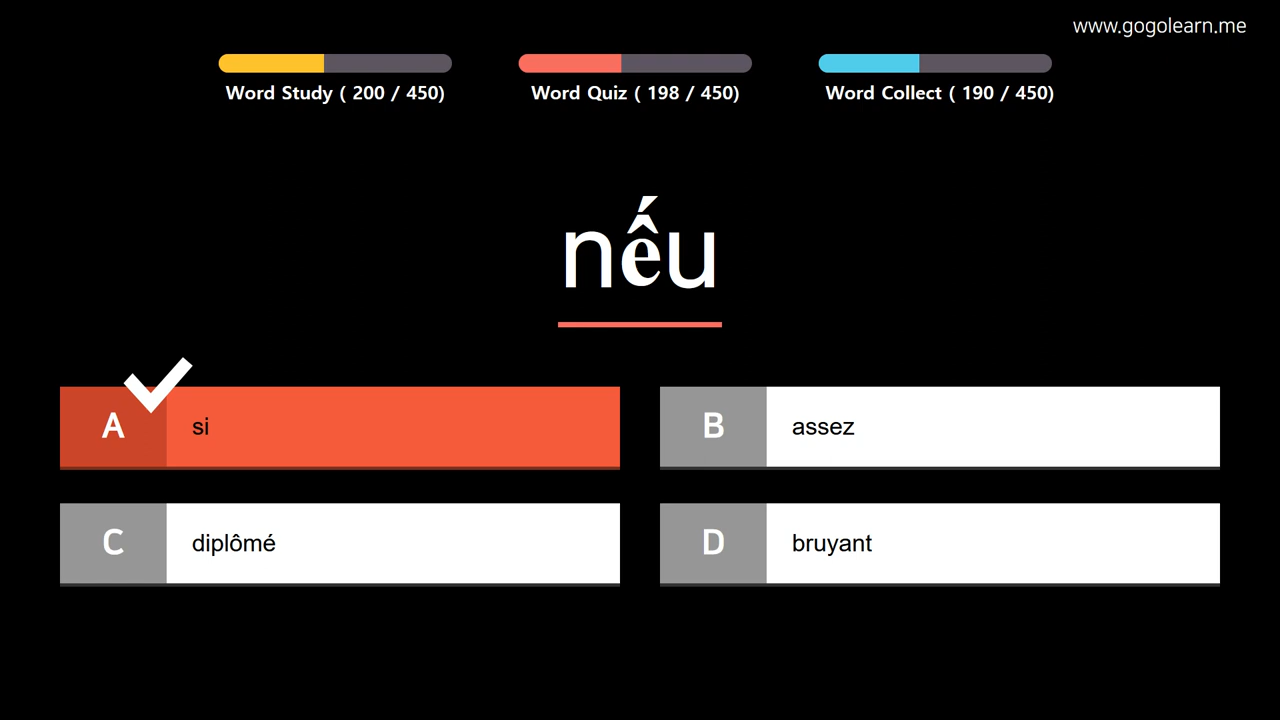 www.gogolearn.me
Word Study ( 200 / 450)
Word Quiz ( 198 / 450)
Word Collect ( 190 / 450)
nếu
A
si
B
assez
C
diplômé
D
bruyant